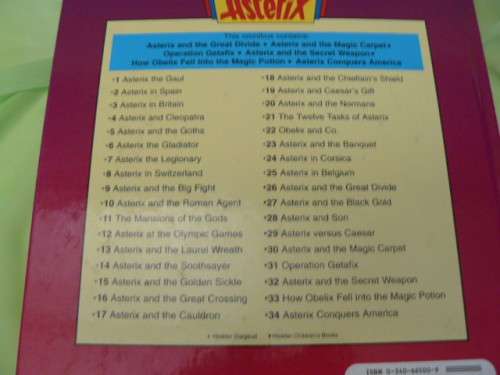 Asterix
This omnibus contains:
Asterix and the Great Divide • Asterix and the Magic Carpet •
Operation Getafix • Asterix and the Secret Weapon •
How Obelix Fell Into the Magic Potion • Asterix Conquers America
1 Asterix the Gaul
2 Asterix in Spain
3 Asterix in Britain
4 Asterix and Cleopatra
5 Asterix and the Goths
6 Asterix the Gladiator
7 Asterix the Legionary
8 Asterix in Switzerland
9 Asterix and the Big Fight
10 Asterix and the Roman Agent
11 The Mansions of the Gods
12 Asterix at the Olympic Games
13 Asterix and the Laurel Wreath
14 Asterix and the Soothsayer
15 Asterix and the Golden Sickle
16 Asterix and the Great Crossing
17 Asterix and the Cauldron
18 Asterix and the Chieftain's Shield
19 Asterix and Caesar's Gift
20 Asterix and the Normans
21 The Twelve Tasks of Asterix
22 Obelix and Co.
23 Asterix and the Banquet
24 Asterix in Corsica
25 Asterix in Belgium
26 Asterix and the Great Divide
27 Asterix and the Black Gold
28 Asterix and Son
29 Asterix versus Caesar
30 Asterix and the Magic Carpet
31 Operation Getafix
32 Asterix and the Secret Weapon
33 How Obelix Fell into the Magic Potion
34 Asterix Conquers America
Hodder Children's Books
ISBN